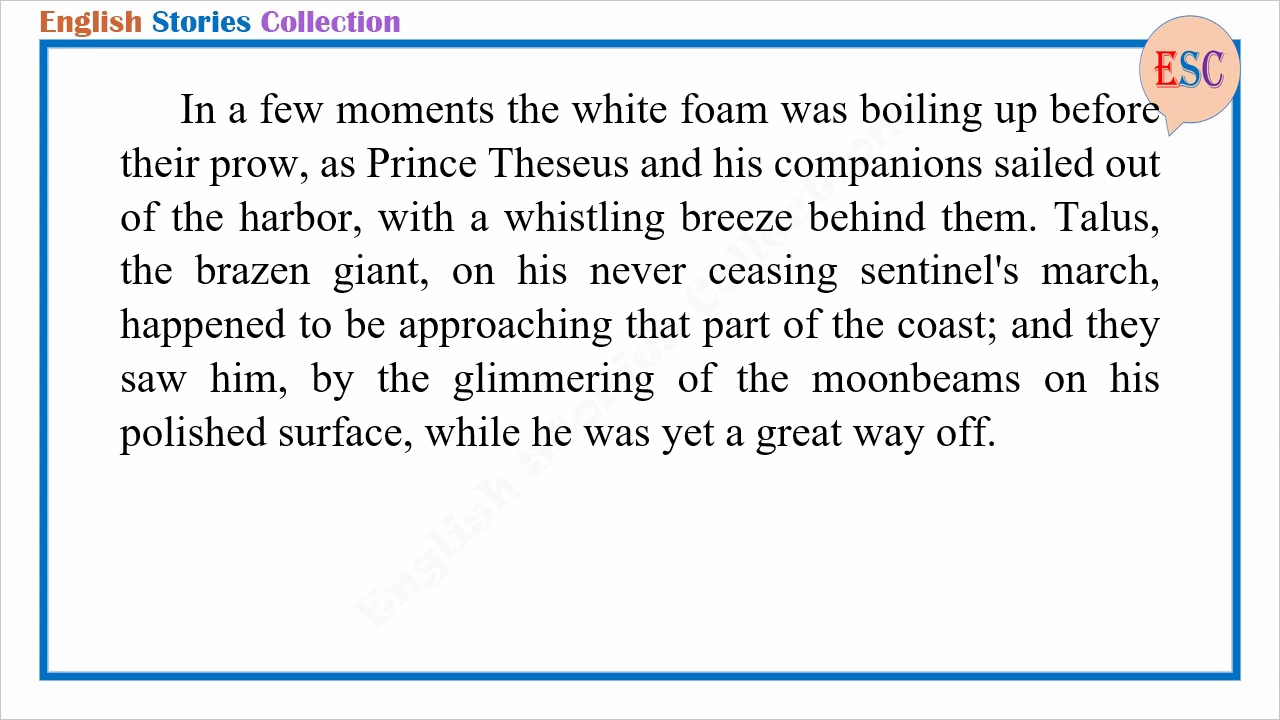 English Stories Collection
ESC
In a few moments the white foam was boiling up before
their prow, as Prince Theseus and his companions sailed out
of the harbor, with a whistling breeze behind them. Talus,
the brazen giant, on his never ceasing sentinel's march,
happened to be approaching that part of the coast; and they
saw him, by the glimmering of the moonbeams on his
polished surface, while he was yet a great way off.
English Stories Collection